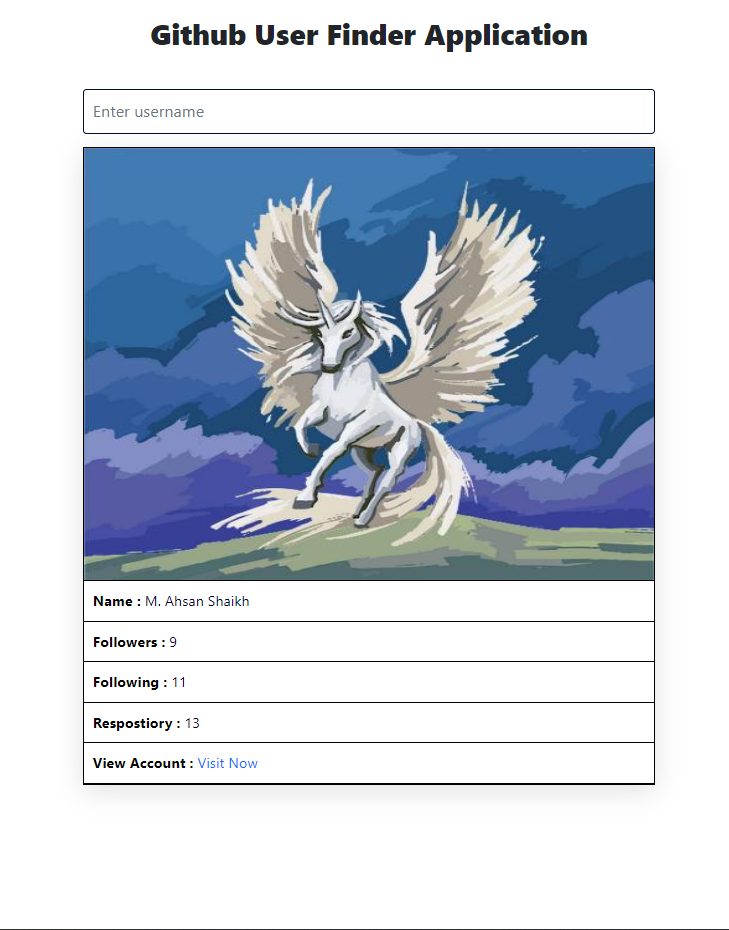 Github User Finder Application
Enter username
Name : M. Ahsan Shaikh
Followers : 9
Following : 11
Respostiory : 13
View Account : Visit Now